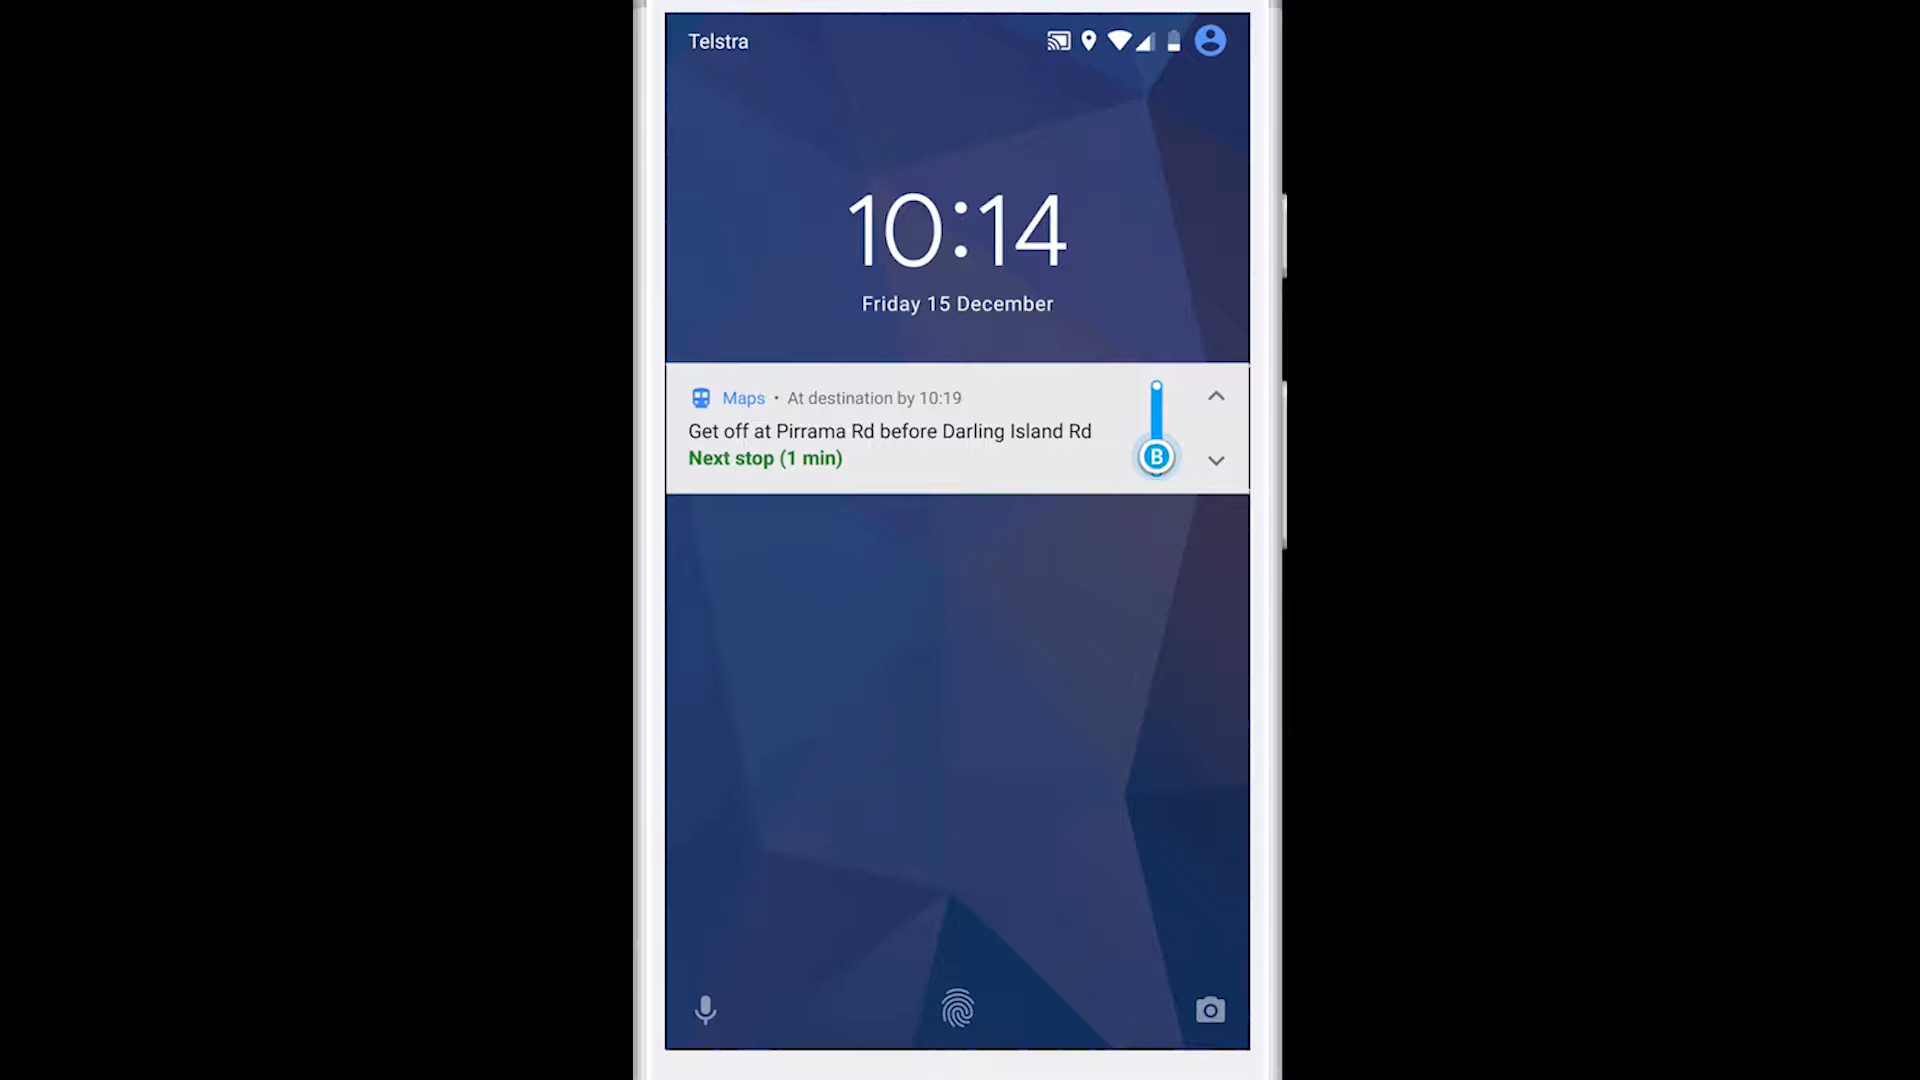 Telstra
10:14
Friday 15 December
Maps • At destination by 10:19
Get off at Pirrama Rd before Darling Island Rd
Next stop (1 min)
B